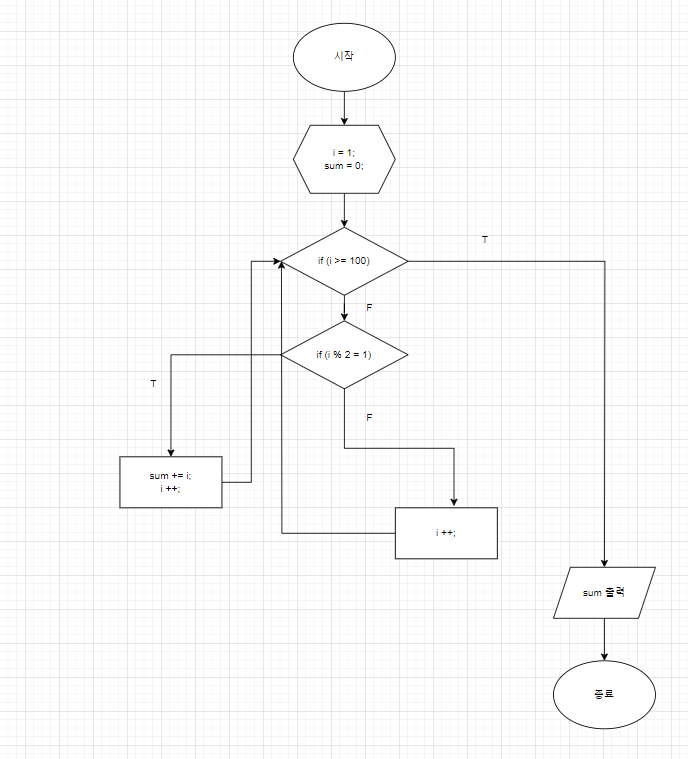 시작
i = 1;
sum = 0;
T
if (i >= 100)
F
if (i % 2 = 1)
T
F
sum += i;
i ++;
i ++;
sum 출력
종료